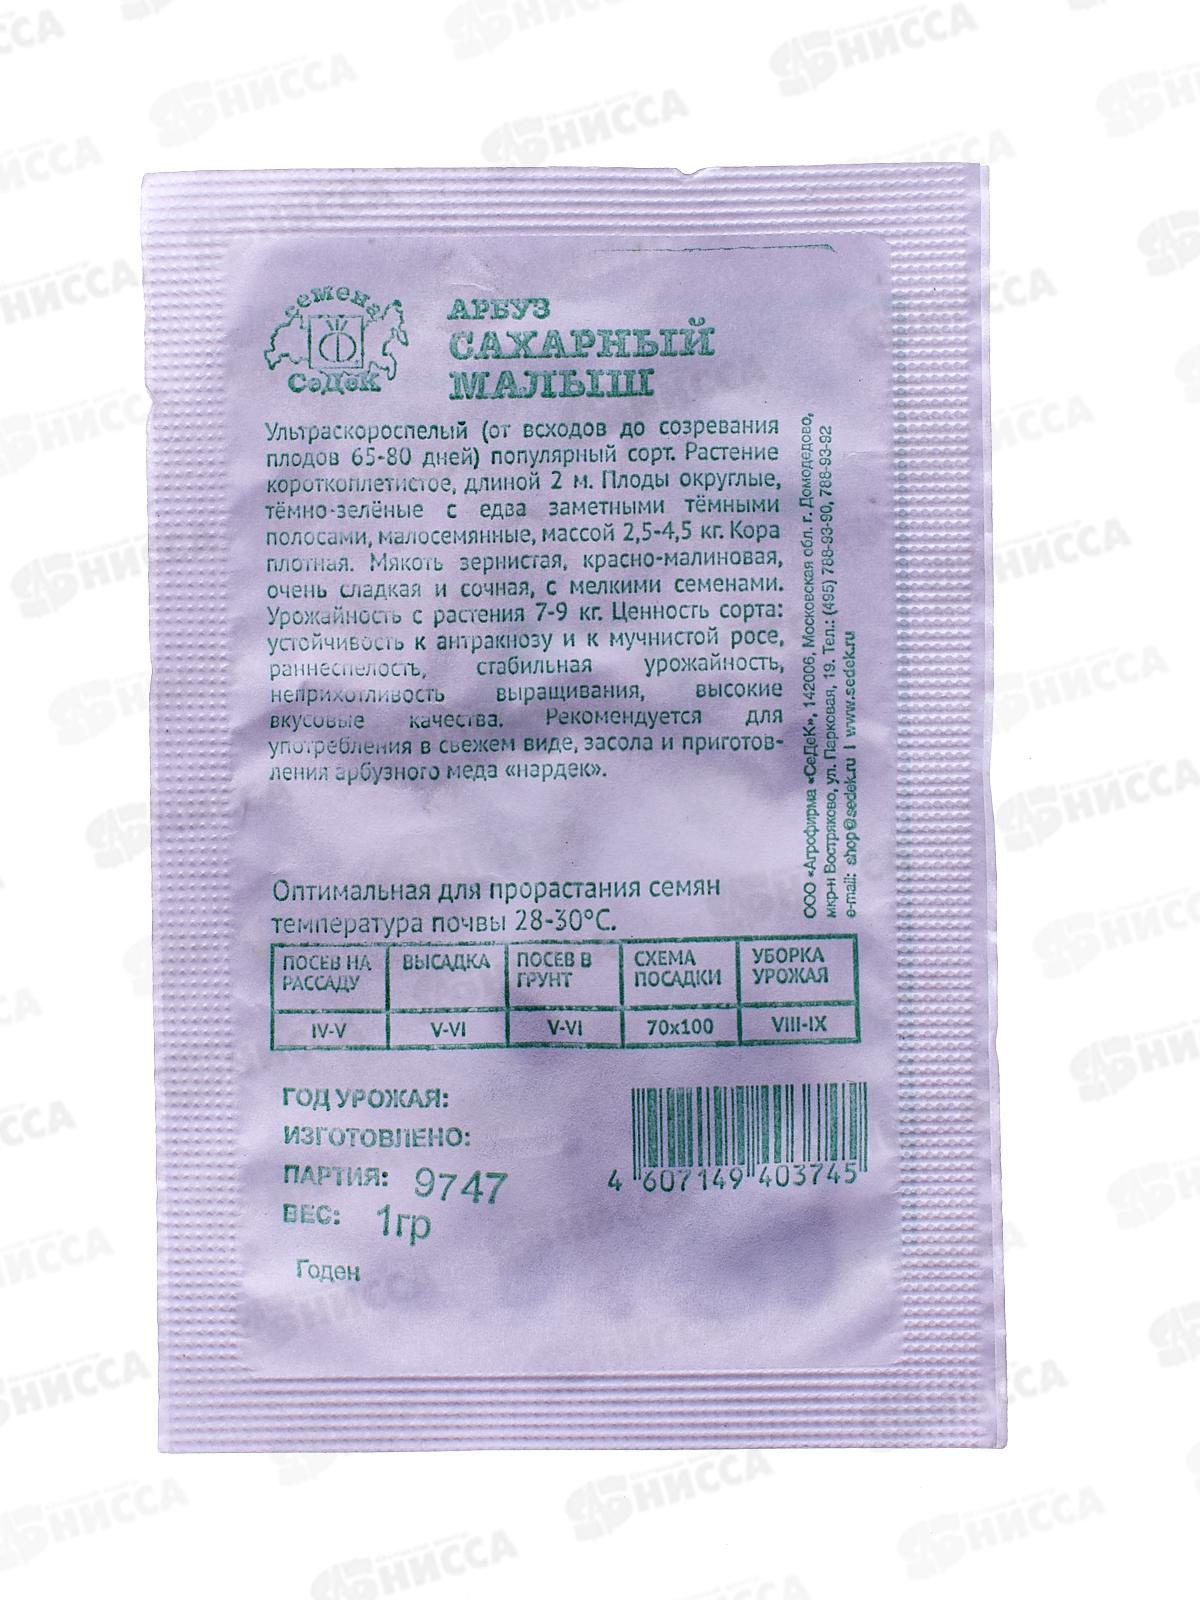 семена
СеДеК
АРБУЗ
САХАРНЫЙ
МАЛЫШ
Ультраскороспелый (от всходов до созревания
плодов 65-80 дней) популярный сорт. Растение
короткоплетистое, длиной 2 м. Плоды округлые,
тёмно-зелёные с едва заметными тёмными
полосами, малосемянные, массой 2,5-4,5 кг. Кора
плотная. Мякоть зернистая, красно-малиновая,
очень сладкая и сочная, с мелкими семенами.
Урожайность с растения 7-9 кг. Ценность сорта:
устойчивость к антракнозу и к мучнистой росе,
раннеспелость, стабильная урожайность,
неприхотливость выращивания, высокие
вкусовые качества. Рекомендуется для
употребления в свежем виде, засола и приготов-
ления арбузного меда «нардек».
ООО «Агрофирма «СеДеК», 142006, Московская обл. г. Домодедово,
мкр-н Востряково, ул. Парковая, 19. Тел.: (495) 788-93-90, 788-93-92
e-mail: shop@sedek.ru I www.sedek.ru
Оптимальная для прорастания семян
температура почвы 28-30°С.
ПОСЕВ НА РАССАДУ ВЫСАДКА ПОСЕВ В ГРУНТ СХЕМА ПОСАДКИ УБОРКА УРОЖАЯ
IV-V V-VI V-VI 70х100 VIII-IX
ГОД УРОЖАЯ:
ИЗГОТОВЛЕНО:
ПАРТИЯ: 9747
ВЕС: 1гр
Годен
4 607149 403745
НИССА